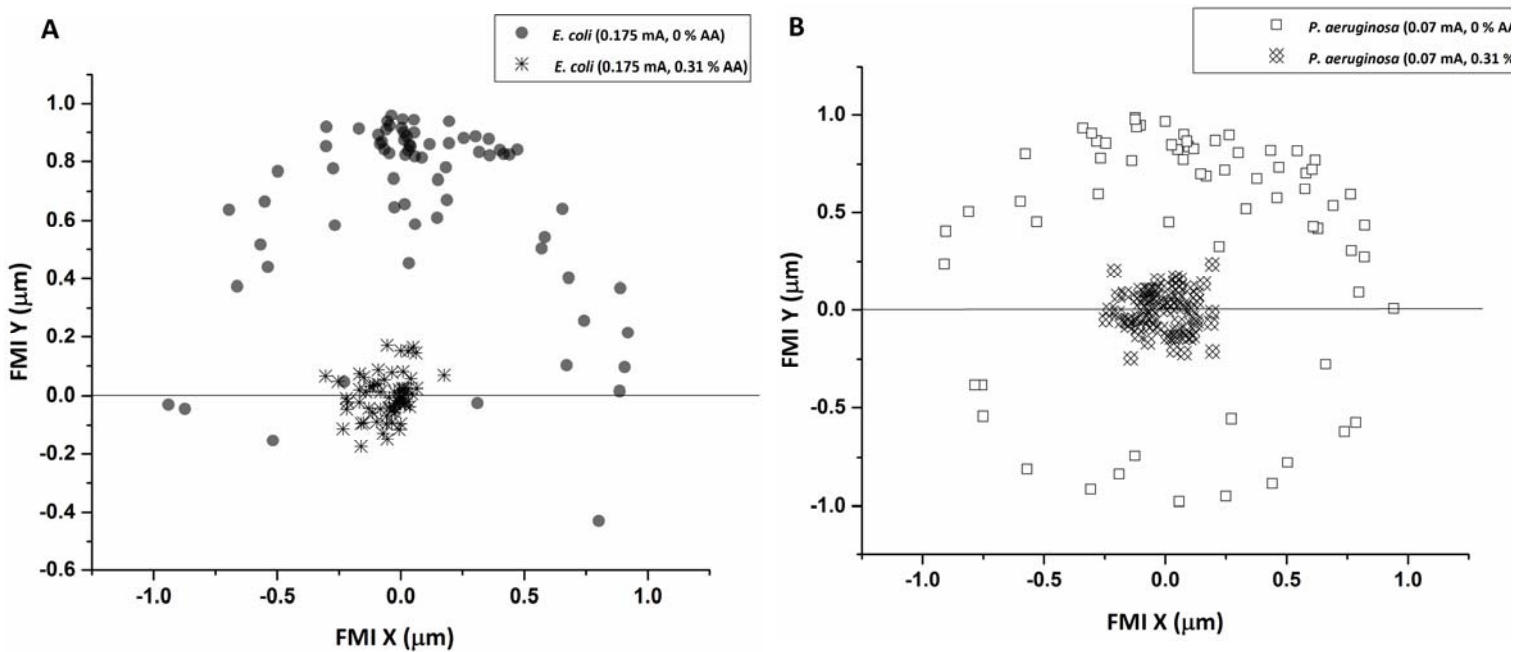 A
E. coli (0.175 mA, 0 % AA)
E. coli (0.175 mA, 0.31 % AA)
1.0
0.8
0.6
0.4
0.2
0.0
-0.2
-0.4
-0.6
FMI Y (μm)
-1.0 -0.5 0.0 0.5 1.0
FMI X (μm)
B
P. aeruginosa (0.07 mA, 0 % AA
P. aeruginosa (0.07 mA, 0.31 %
1.0
0.5
0.0
-0.5
-1.0
FMI Y (μm)
-1.0 -0.5 0.0 0.5 1.0
FMI X (μm)